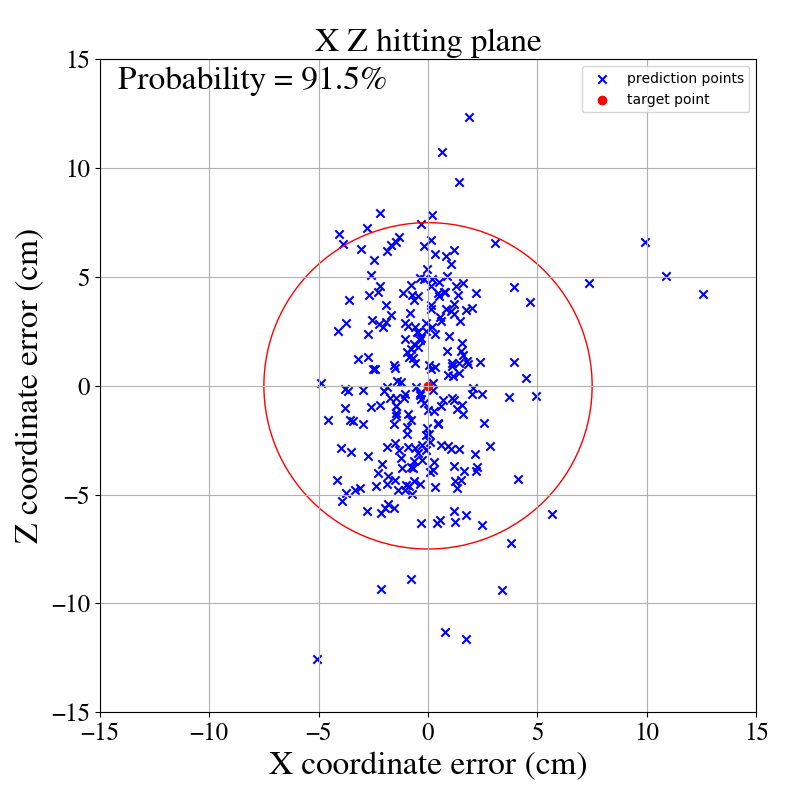 X Z hitting plane
Probability = 91.5%
prediction points
target point
Z coordinate error (cm)
15
10
5
0
−5
−10
−15
−15
−10
−5
0
5
10
15
X coordinate error (cm)